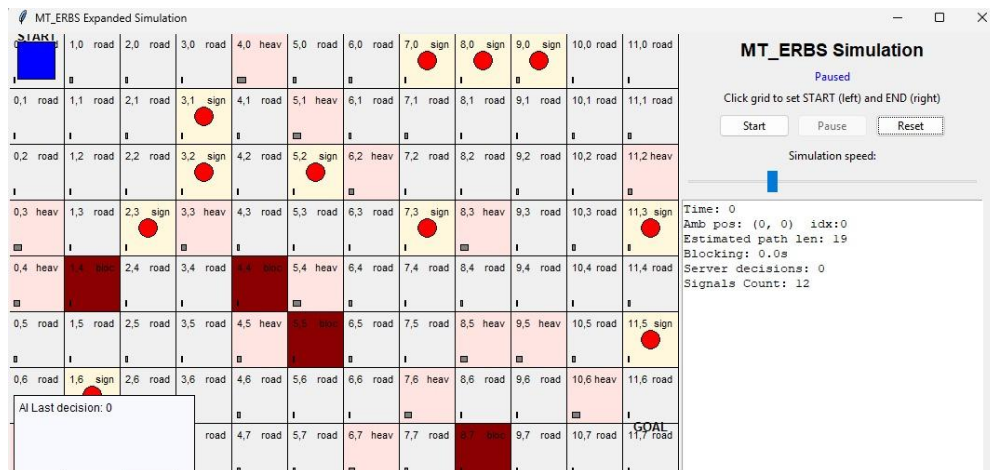 MT_ERBS Expanded Simulation
START
1,0 road 2,0 road 3,0 road 4,0 heav 5,0 road 6,0 road 7,0 sign 8,0 sign 9,0 sign 10,0 road 11,0 road
0,1 road 1,1 road 2,1 road 3,1 sign 4,1 road 5,1 heav 6,1 road 7,1 road 8,1 road 9,1 road 10,1 road 11,1 road
0,2 road 1,2 road 2,2 road 3,2 sign 4,2 road 5,2 sign 6,2 heav 7,2 road 8,2 road 9,2 road 10,2 road 11,2 heav
0,3 heav 1,3 road 2,3 sign 3,3 heav 4,3 road 5,3 road 6,3 road 7,3 sign 8,3 heav 9,3 road 10,3 road 11,3 sign
0,4 heav 1,4 bloc 2,4 road 3,4 road 4,4 bloc 5,4 heav 6,4 road 7,4 road 8,4 road 9,4 road 10,4 road 11,4 road
0,5 road 1,5 road 2,5 road 3,5 road 4,5 heav 5,5 bloc 6,5 road 7,5 road 8,5 heav 9,5 heav 10,5 road 11,5 sign
0,6 road 1,6 sign 2,6 road 3,6 road 4,6 road 5,6 road 6,6 road 7,6 heav 8,6 road 9,6 road 10,6 heav 11,6 road
AI Last decision: 0
GOAL
road 4,7 road 5,7 road 6,7 heav 7,7 road 8,7 bloc 9,7 road 10,7 road 11,7 road
MT_ERBS Simulation
Paused
Click grid to set START (left) and END (right)
Start Pause Reset
Simulation speed:
Time: 0
Amb pos: (0, 0) idx:0
Estimated path len: 19
Blocking: 0.0s
Server decisions: 0
Signals Count: 12